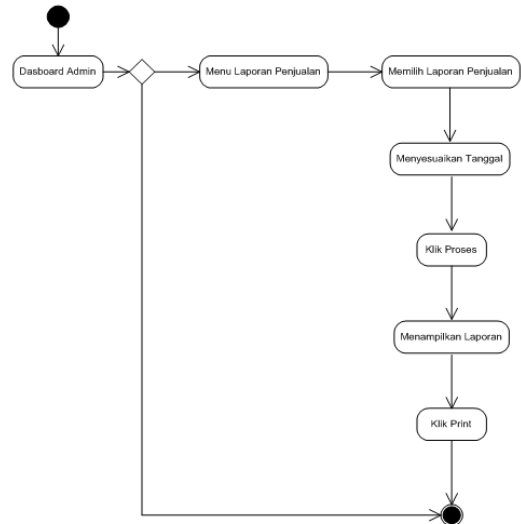 Dasboard Admin
Menu Laporan Penjualan
Memilih Laporan Penjualan
Menyesuaikan Tanggal
Klik Proses
Menampilkan Laporan
Klik Print